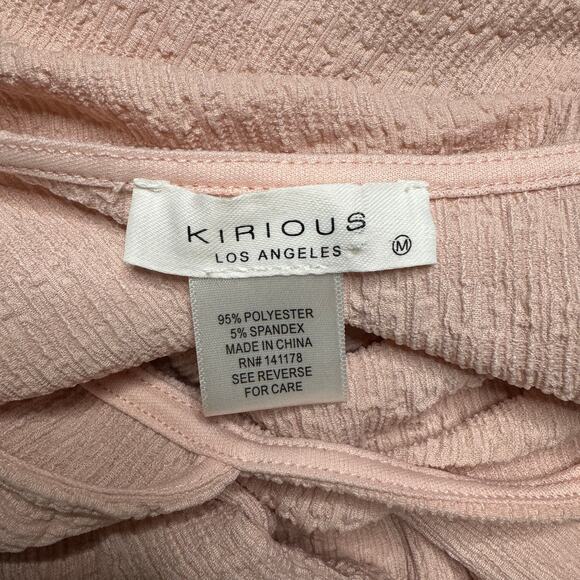 KIRIOUS
LOS ANGELES
M
95% POLYESTER
5% SPANDEX
MADE IN CHINA
RN# 141178
SEE REVERSE
FOR CARE